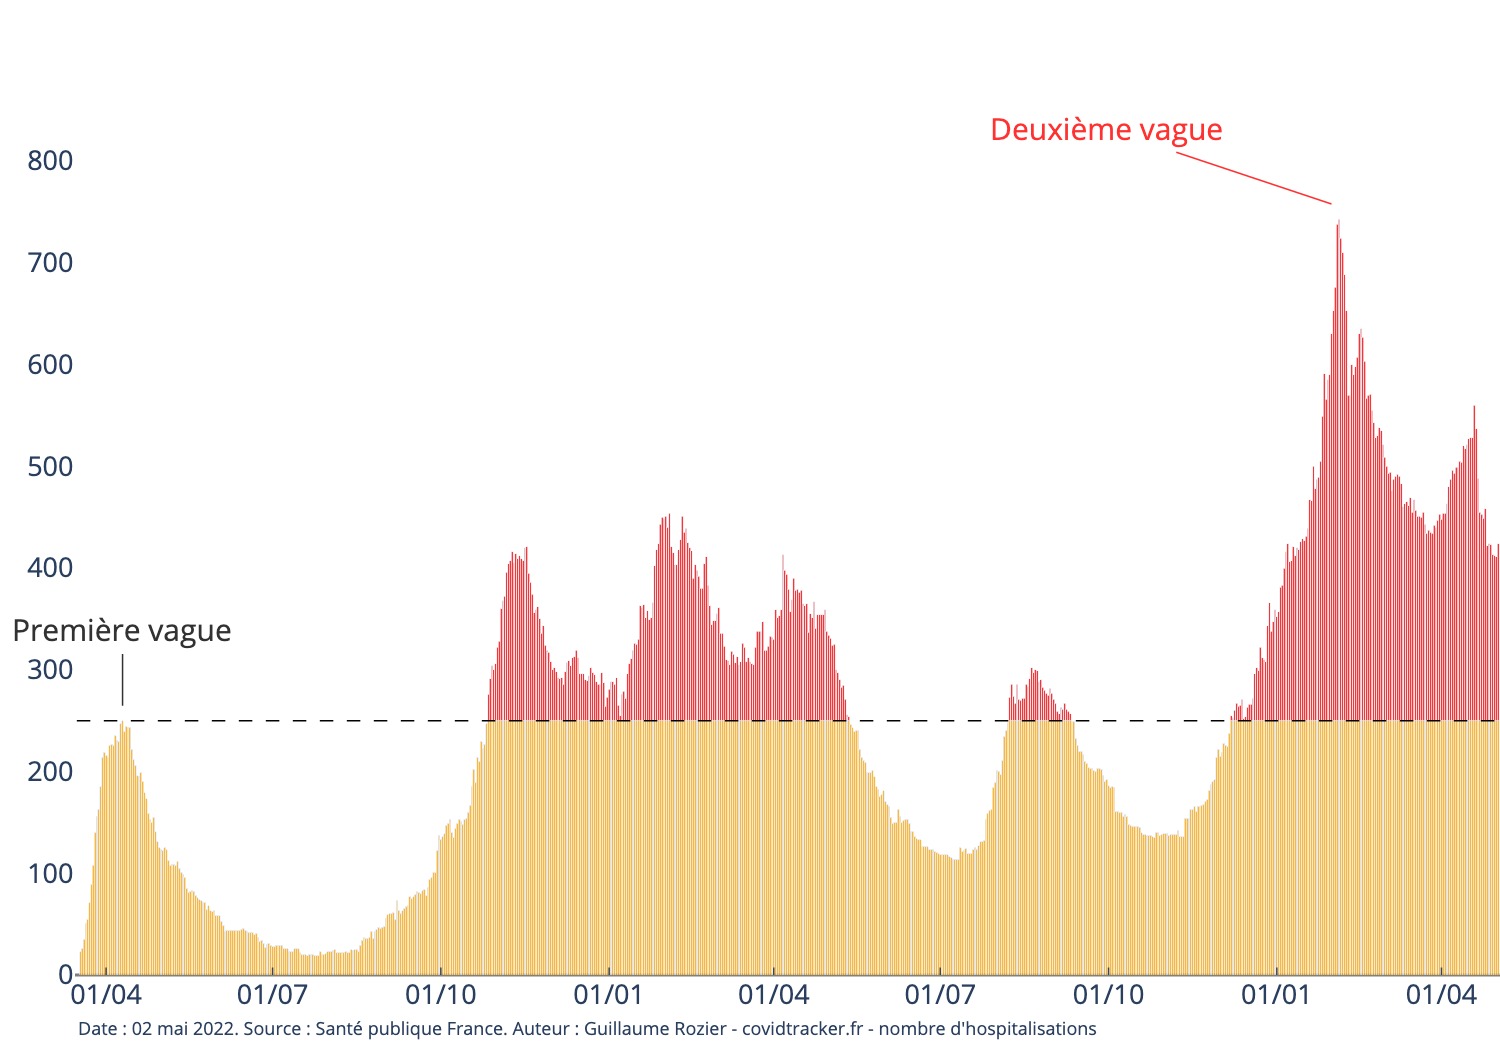 Deuxième vague
800
700
600
500
400
Première vague
300
200
100
0
01/04 01/07 01/10 01/01 01/04 01/07 01/10 01/01 01/04
Date : 02 mai 2022. Source : Santé publique France. Auteur : Guillaume Rozier - covidtracker.fr - nombre d'hospitalisations